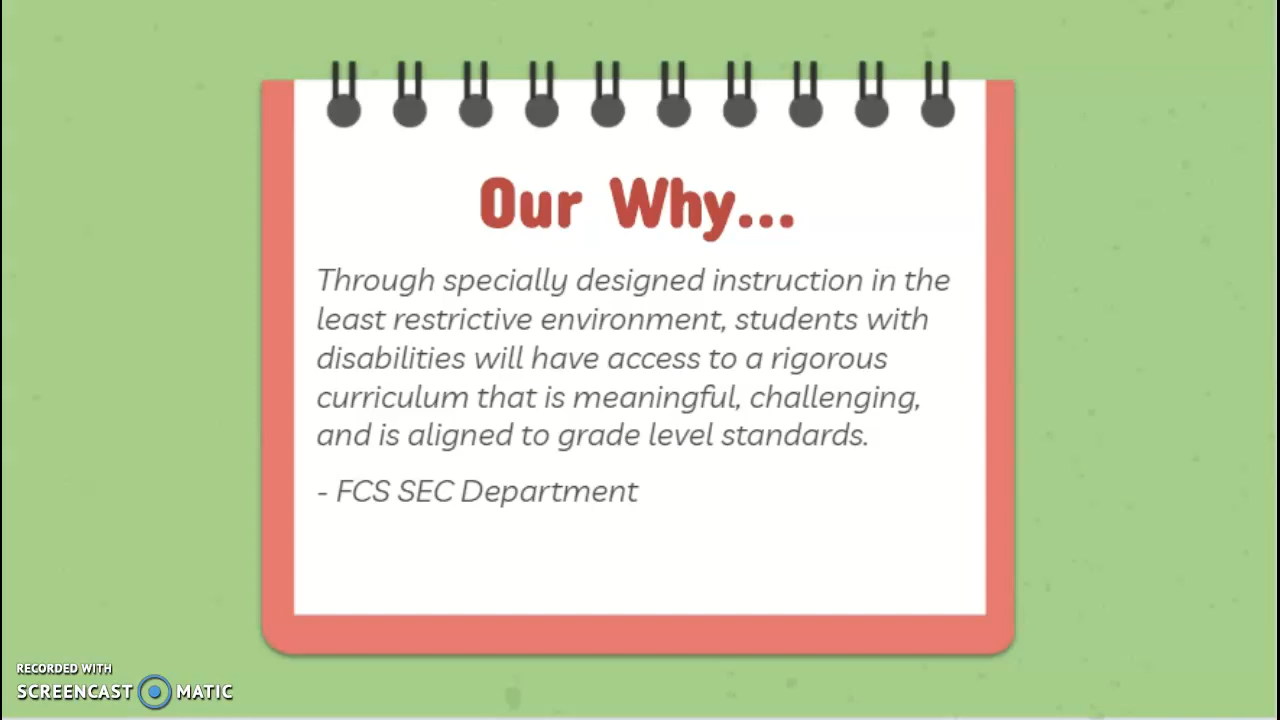 Our Why...
Through specially designed instruction in the
least restrictive environment, students with
disabilities will have access to a rigorous
curriculum that is meaningful, challenging,
and is aligned to grade level standards.
- FCS SEC Department
RECORDED WITH
SCREENCAST MATIC